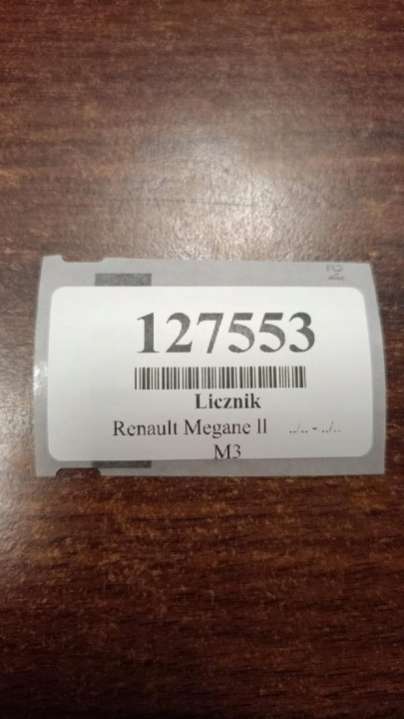 127553
Licznik
Renault Megane II ../.. - ../..
M3